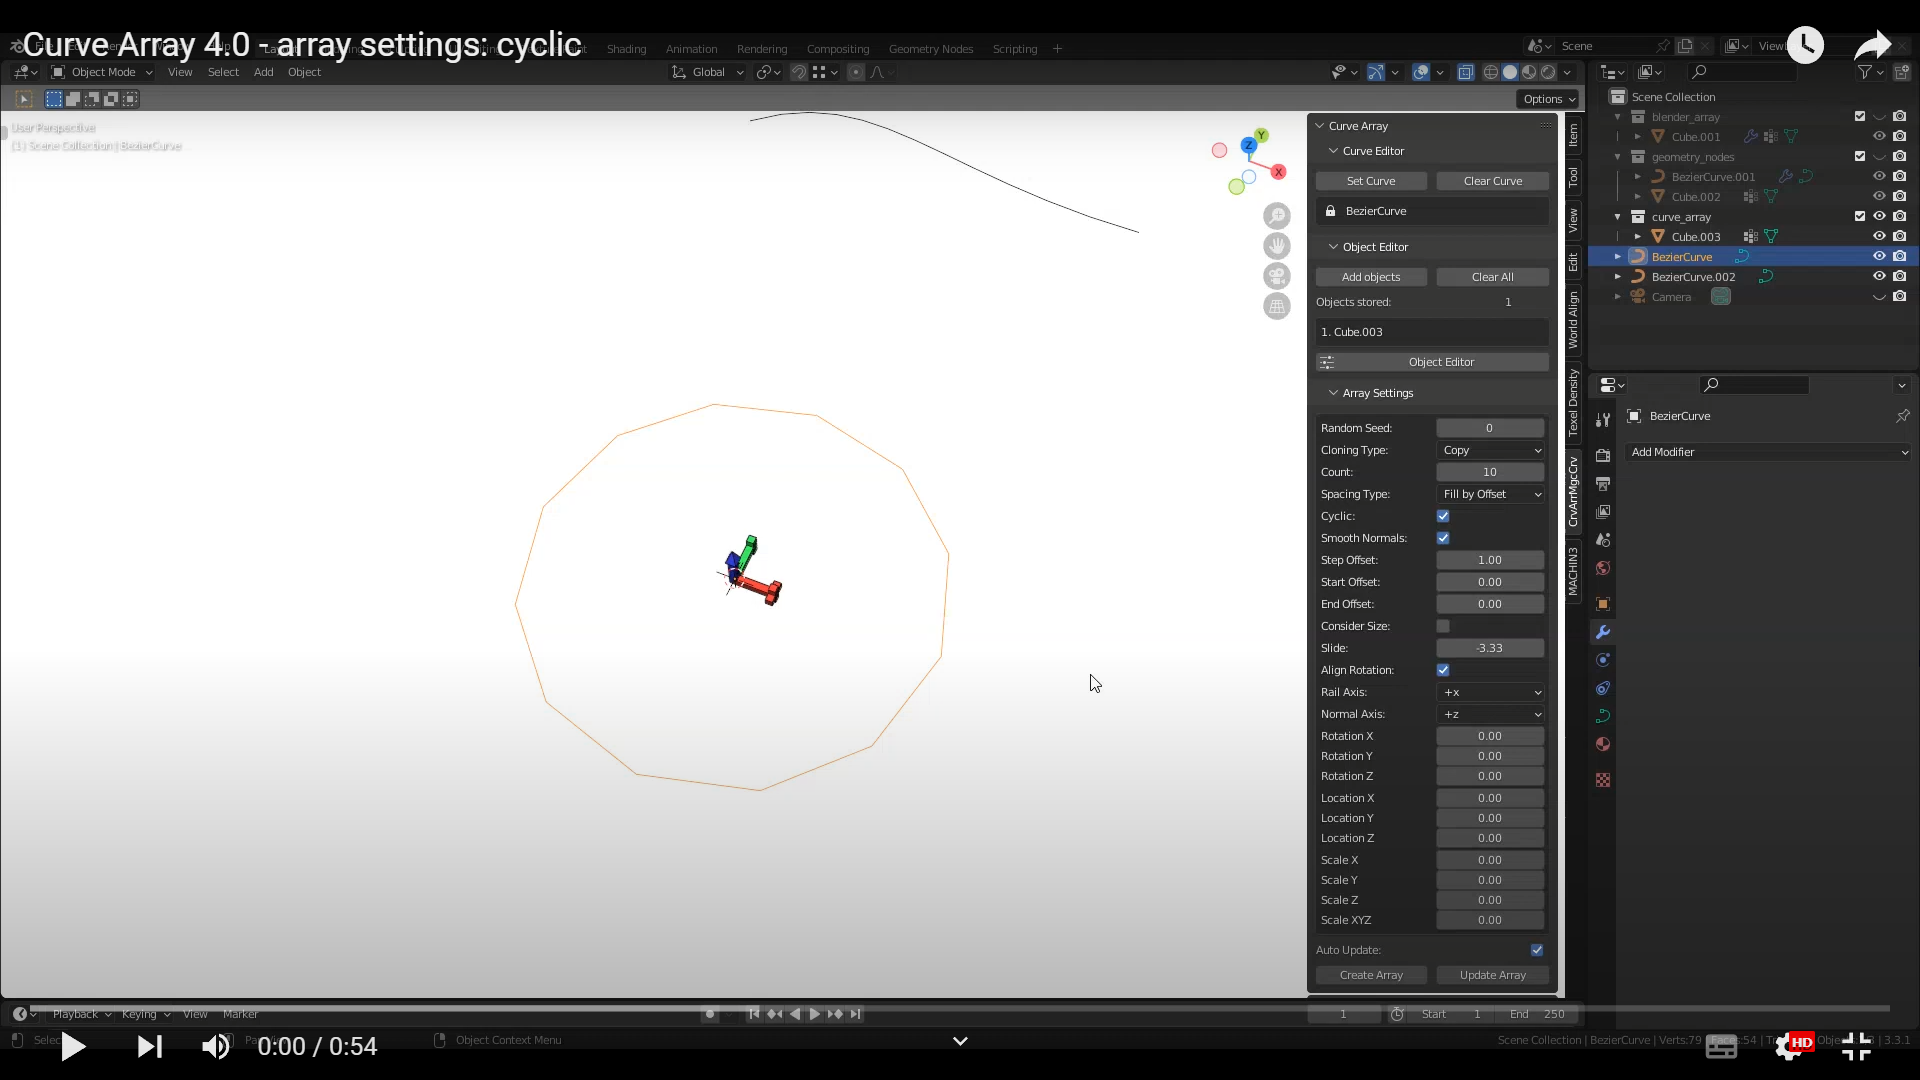 Curve Array 4.0 - array settings: cyclic
Shading Animation Rendering Compositing Geometry Nodes Scripting +
Scene
Object Mode View Select Add Object
Global
Options
User Perspective
(1) Scene Collection | BezierCurve
Y
Z
X
Curve Array
Curve Editor
Set Curve Clear Curve
BezierCurve
Object Editor
Add objects Clear All
Objects stored: 1
1. Cube.003
Object Editor
Array Settings
Random Seed: 0
Cloning Type: Copy
Count: 10
Spacing Type: Fill by Offset
Cyclic:
Smooth Normals:
Step Offset: 1.00
Start Offset: 0.00
End Offset: 0.00
Consider Size:
Slide: -3.33
Align Rotation:
Rail Axis: +x
Normal Axis: +z
Rotation X 0.00
Rotation Y 0.00
Rotation Z 0.00
Location X 0.00
Location Y 0.00
Location Z 0.00
Scale X 0.00
Scale Y 0.00
Scale Z 0.00
Scale XYZ 0.00
Auto Update:
Create Array Update Array
Item
Tool
View
Edit
World Align
Texel Density
CrvArrMgcCrv
MACHIN3
Scene Collection
blender_array
Cube.001
geometry_nodes
BezierCurve.001
Cube.002
curve_array
Cube.003
BezierCurve
BezierCurve.002
Camera
BezierCurve
Add Modifier
Playback Keying View Marker
1 Start 1 End 250
0:00 / 0:54
Object Context Menu
Scene Collection | BezierCurve | Verts:79
3.3.1
HD